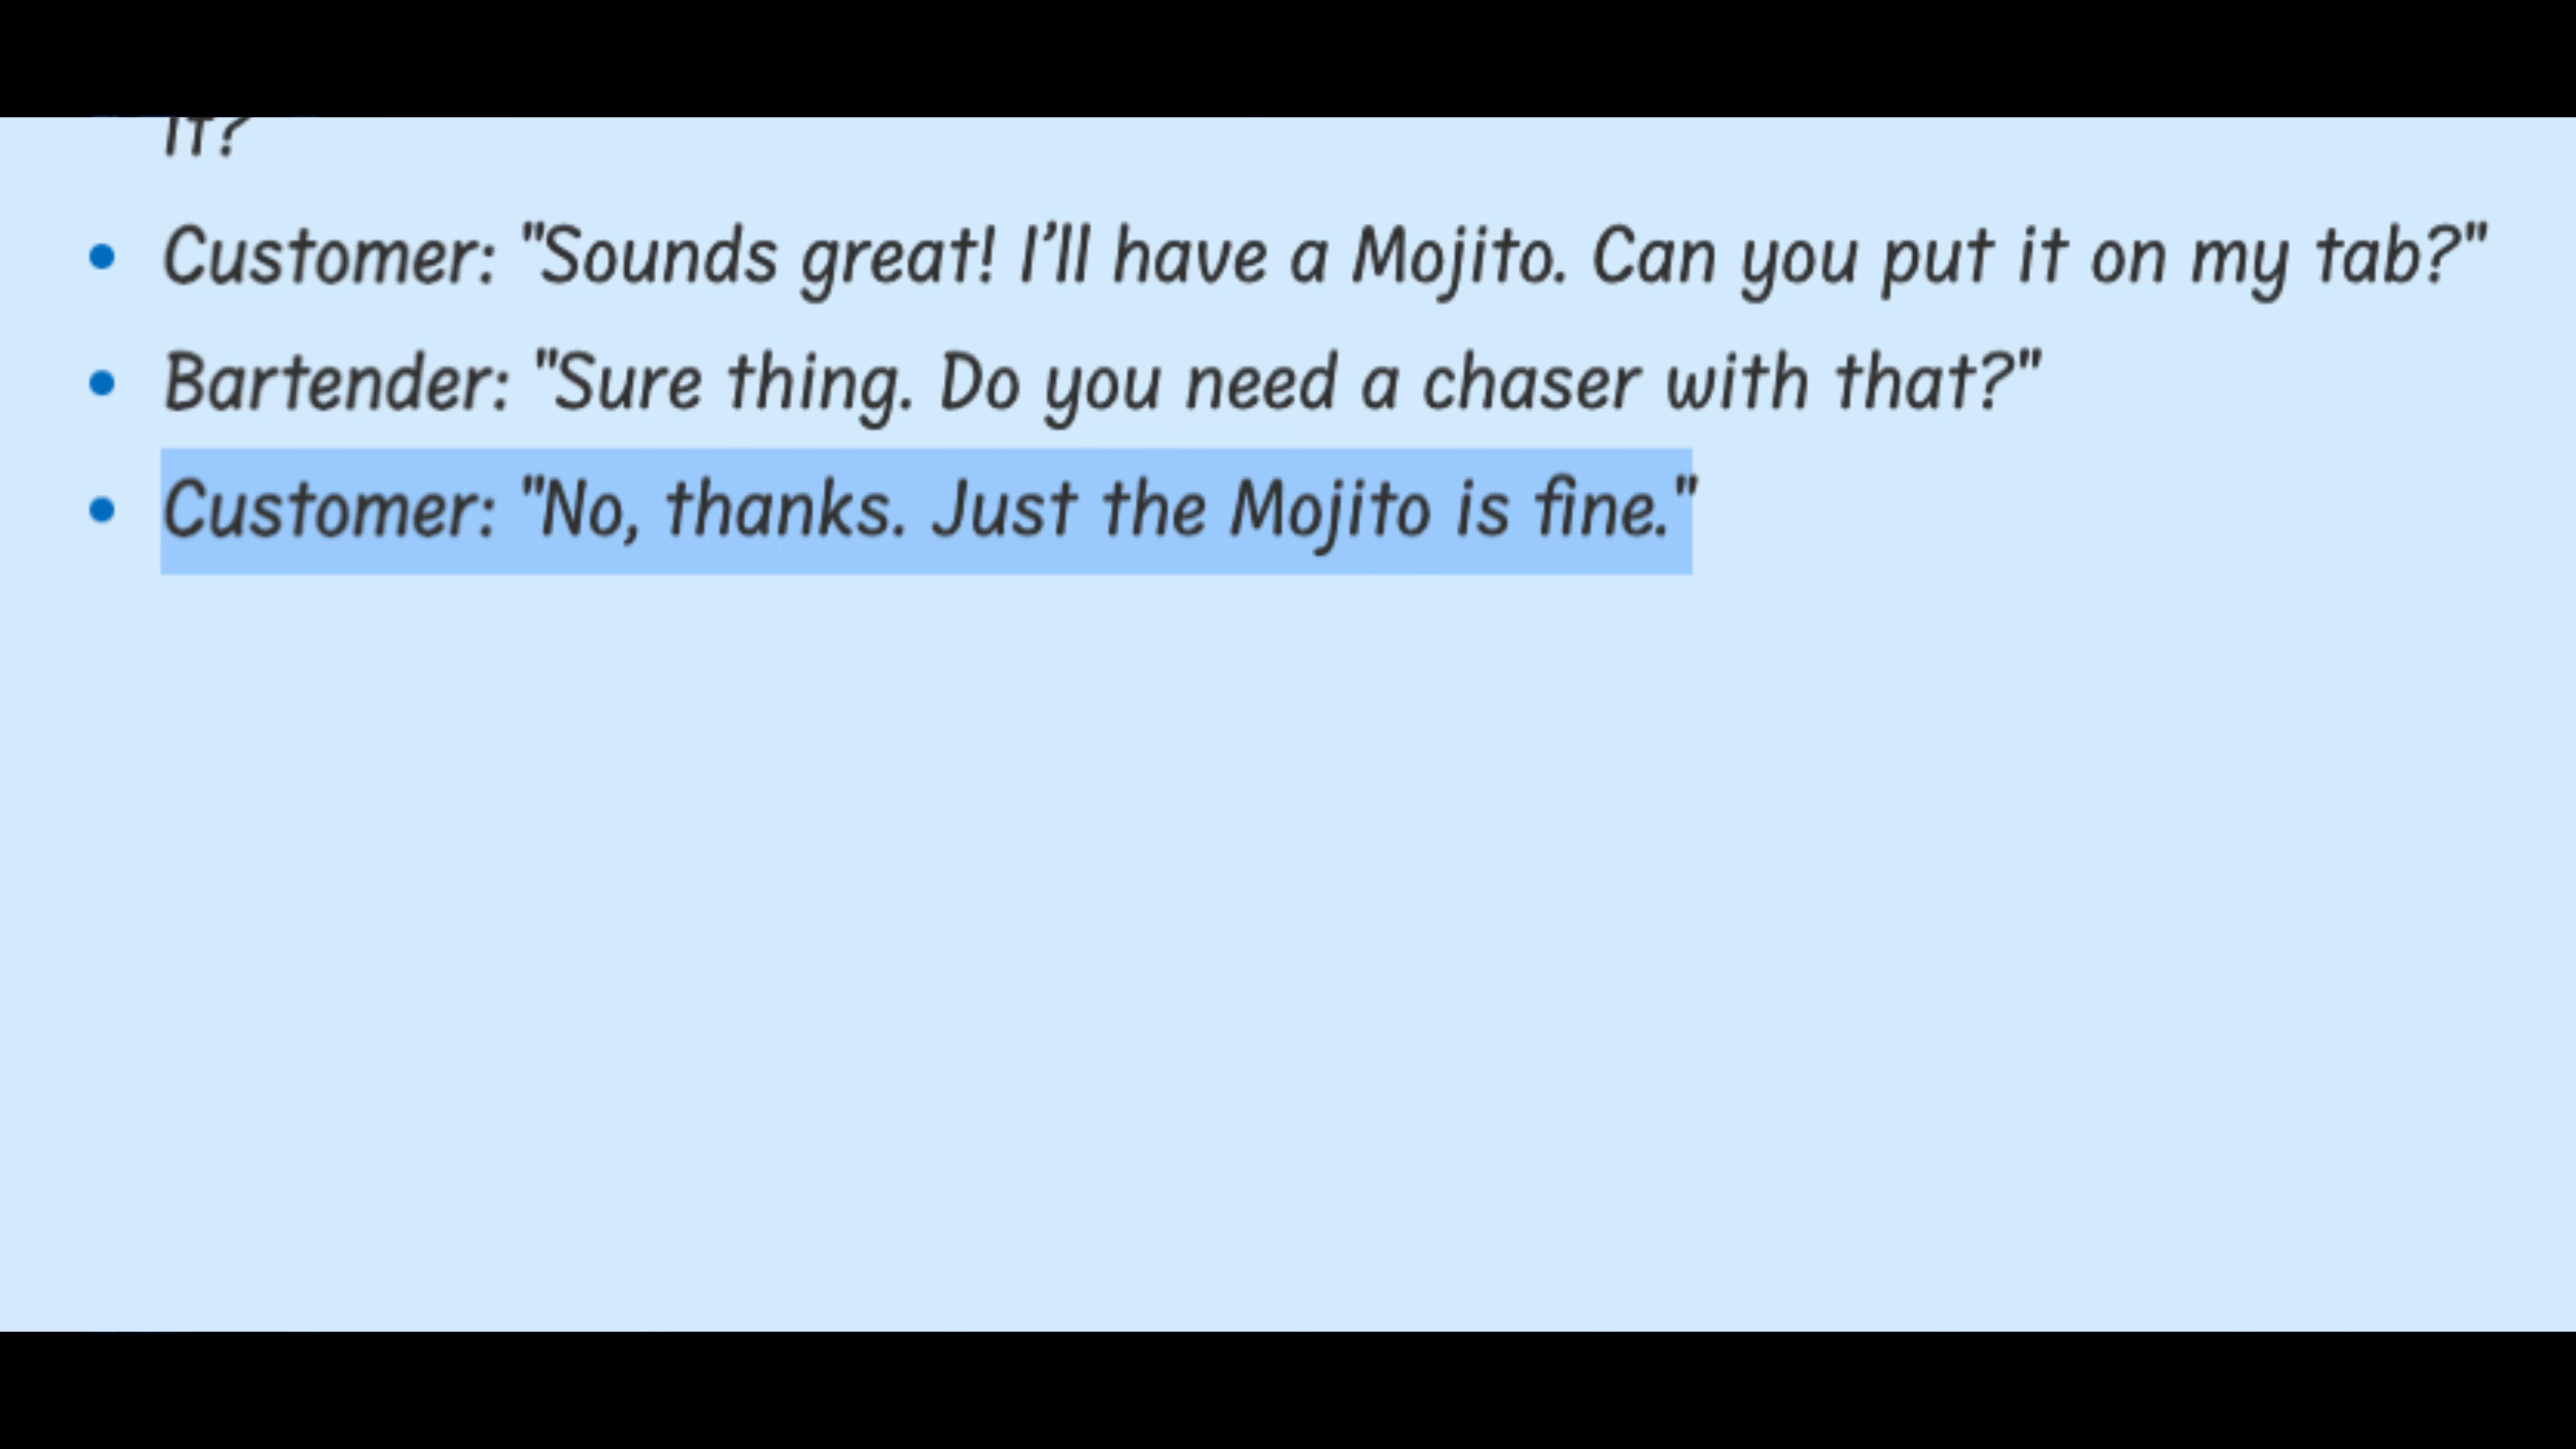 it?
Customer: "Sounds great! I’ll have a Mojito. Can you put it on my tab?"
Bartender: "Sure thing. Do you need a chaser with that?"
Customer: "No, thanks. Just the Mojito is fine."